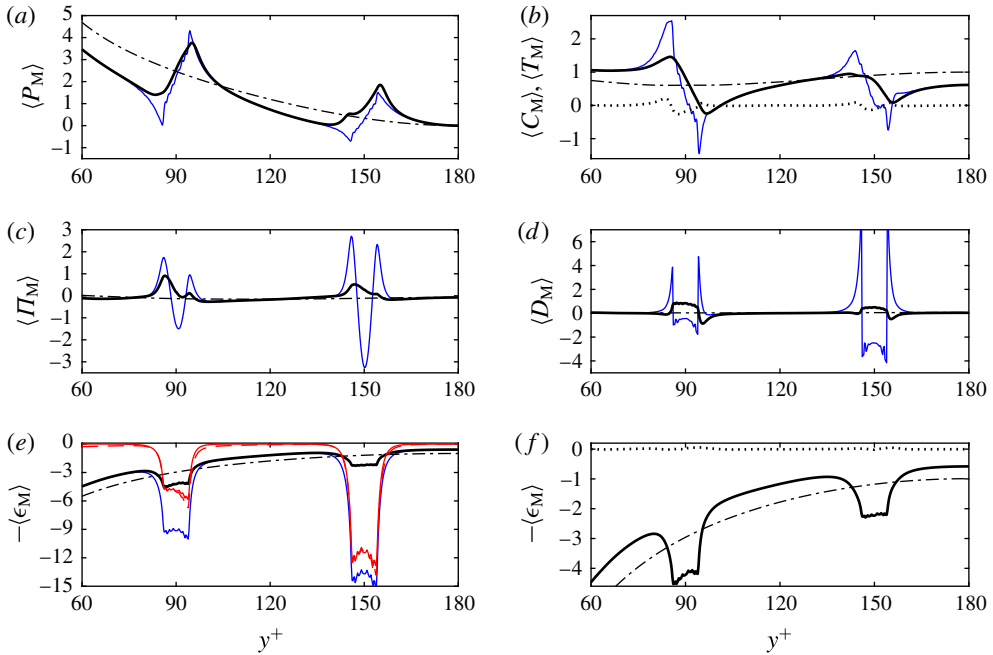 (a)
5
4
3
2
1
0
−1
⟨P_M⟩
60 90 120 150 180
(b)
2
1
0
−1
⟨C_M⟩, ⟨T_M⟩
60 90 120 150 180
(c)
3
2
1
0
−1
−2
−3
⟨Π_M⟩
60 90 120 150 180
(d)
6
4
2
0
−2
−4
⟨D_M⟩
60 90 120 150 180
(e)
0
−3
−6
−9
−12
−15
−⟨ϵ_M⟩
60 90 120 150 180
y⁺
(f)
0
−1
−2
−3
−4
−⟨ϵ_M⟩
60 90 120 150 180
y⁺